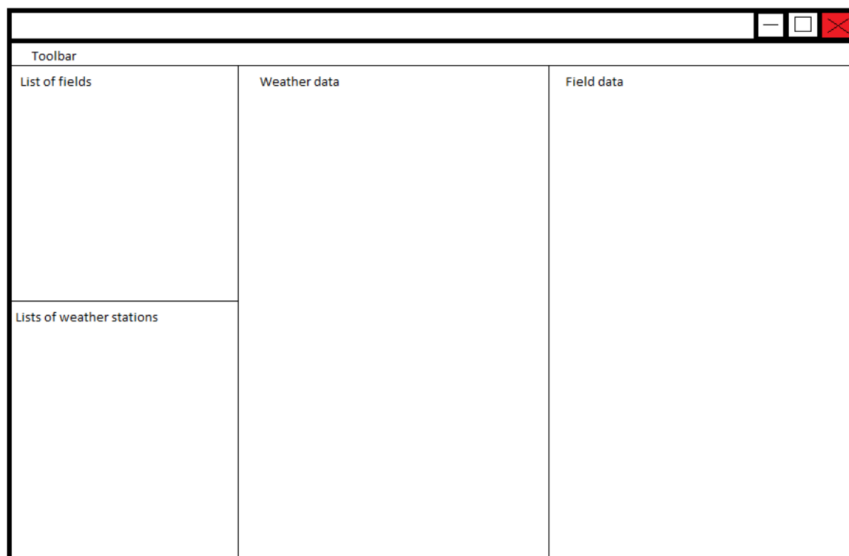 Toolbar
List of fields
Weather data
Field data
Lists of weather stations